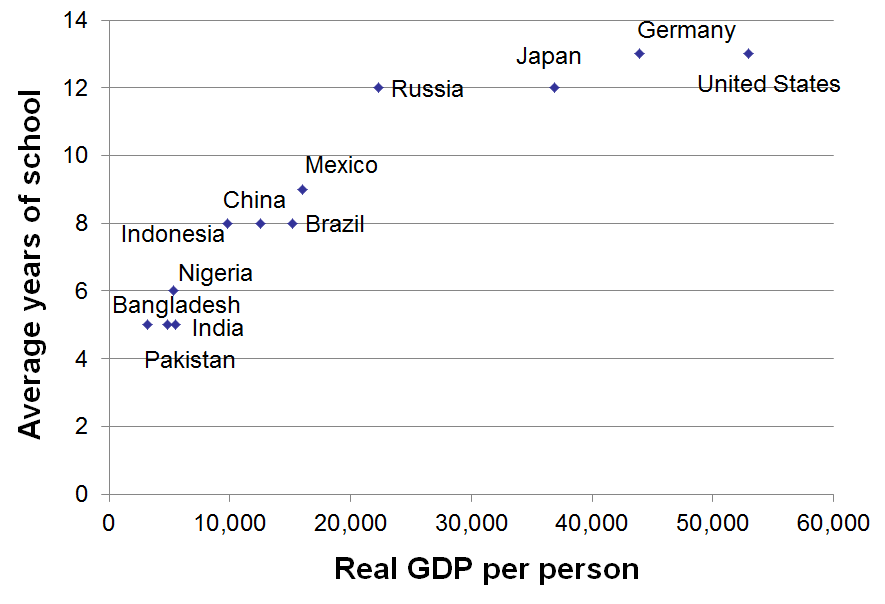 14
12
10
8
6
4
2
0
Average years of school
Germany
Japan
United States
Russia
Mexico
China
Brazil
Indonesia
Nigeria
Bangladesh
India
Pakistan
0
10,000
20,000
30,000
40,000
50,000
60,000
Real GDP per person